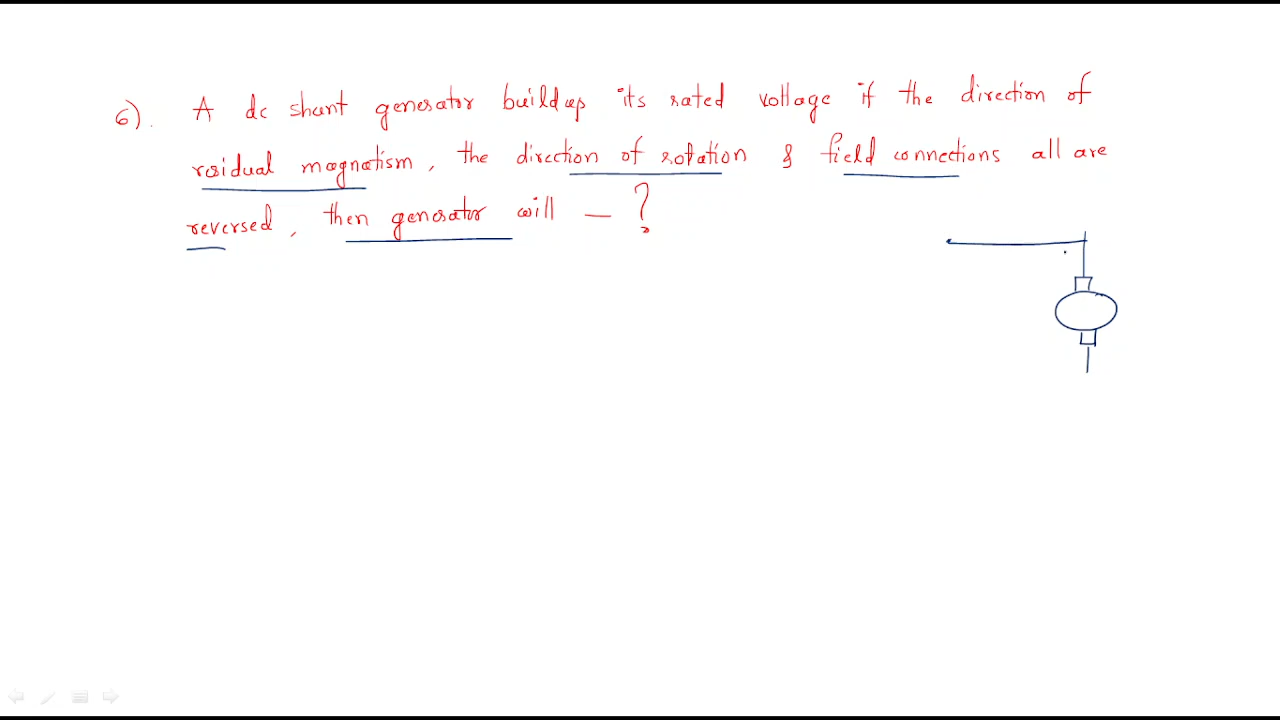 6). A dc shunt generator buildup its rated voltage if the direction of
residual magnatism, the direction of rotation & field connections all are
reversed, then generator will _ ?